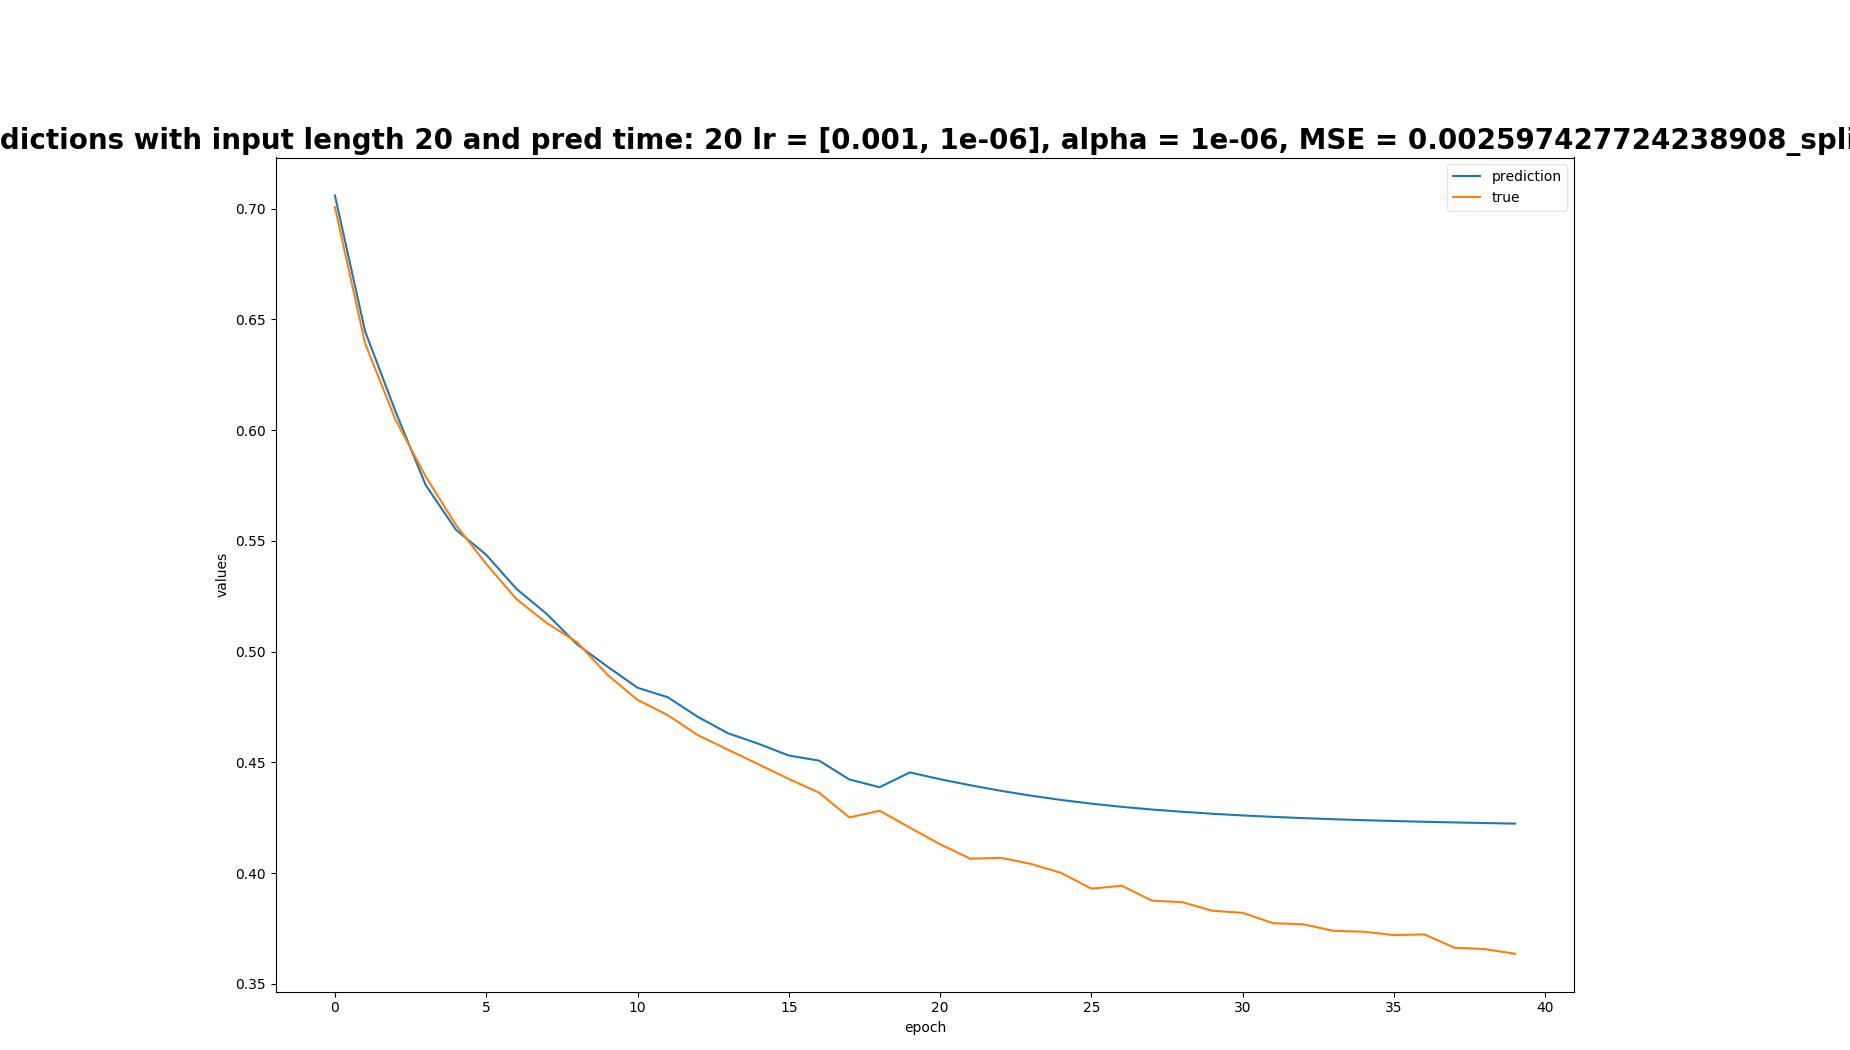 dictions with input length 20 and pred time: 20 lr = [0.001, 1e-06], alpha = 1e-06, MSE = 0.002597427724238908_spli
prediction
true
0.70
0.65
0.60
0.55
0.50
0.45
0.40
0.35
values
0 5 10 15 20 25 30 35 40
epoch